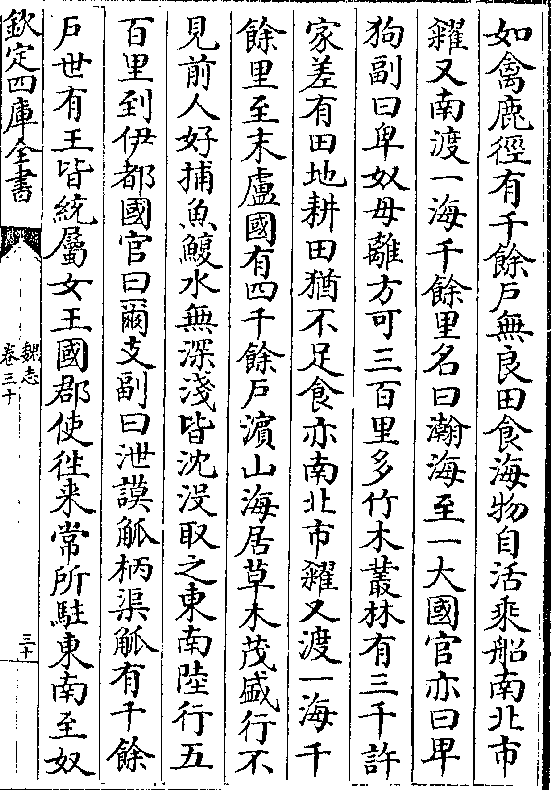 如禽鹿徑有千餘戶無良田食海物自活乘船南北市
糴又南渡一海千餘里名曰瀚海至一大國官亦曰卑
狗副曰卑奴毋離方可三百里多竹木叢林有三千許
家差有田地耕田猶不足食亦南北市糴又渡一海千
餘里至末盧國有四千餘戶濵山海居草木茂盛行不
見前人好捕魚鰒水無深淺皆沈沒取之東南陸行五
百里到伊都國官曰爾支副曰泄謨觚柄渠觚有千餘
戶世有王皆統屬女王國郡使徃来常所駐東南至奴
欽定四庫全書
魏志
卷三十
三十